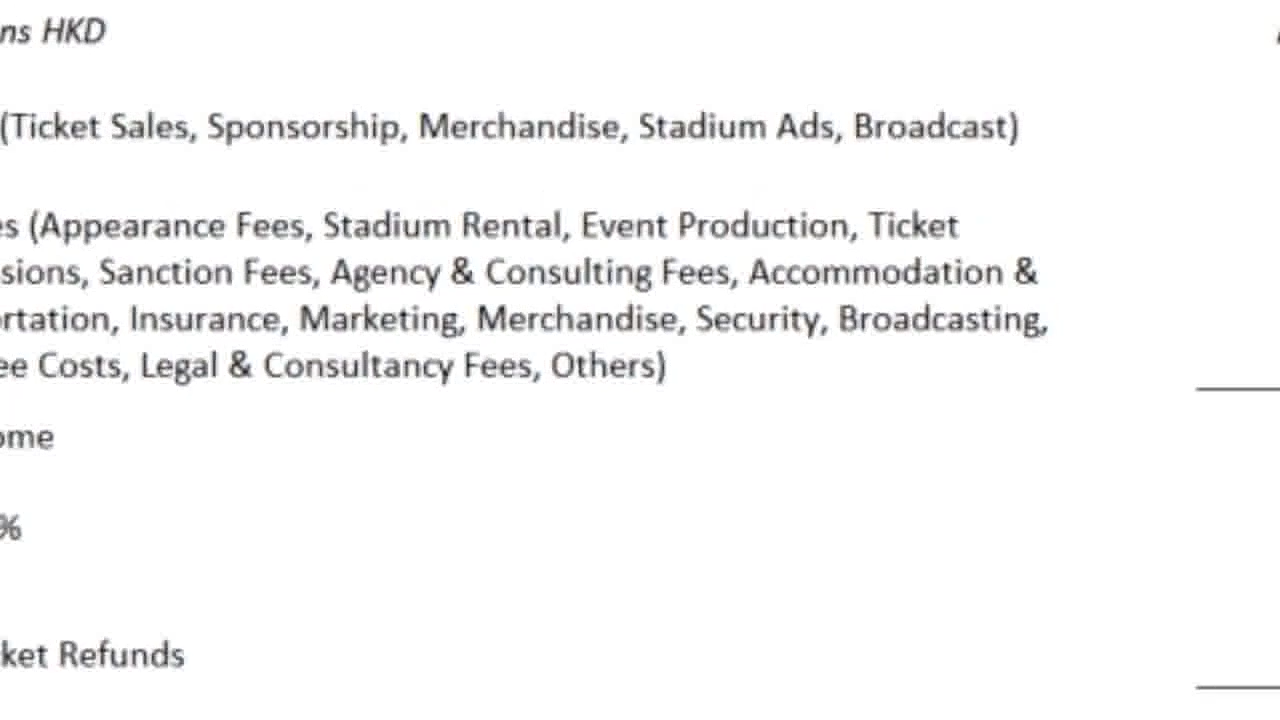 ns HKD
(Ticket Sales, Sponsorship, Merchandise, Stadium Ads, Broadcast)
es (Appearance Fees, Stadium Rental, Event Production, Ticket
sions, Sanction Fees, Agency & Consulting Fees, Accommodation &
rtation, Insurance, Marketing, Merchandise, Security, Broadcasting,
ee Costs, Legal & Consultancy Fees, Others)
ome
%
ket Refunds